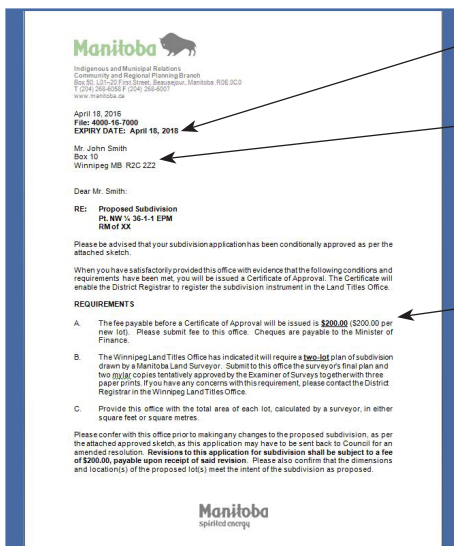 Manitoba
Indigenous and Municipal Relations
Community and Regional Planning Branch
Box 50, L01–20 First Street, Beausejour, Manitoba R0E 0C0
T (204) 268-6058 F (204) 268-6007
www.manitoba.ca
April 18, 2016
File: 4000-16-7000
EXPIRY DATE: April 18, 2018
Mr. John Smith
Box 10
Winnipeg MB R2C 2Z2
Dear Mr. Smith:
RE: Proposed Subdivision
Pt. NW ¼ 36-1-1 EPM
RM of XX
Please be advised that your subdivision application has been conditionally approved as per the
attached sketch.
When you have satisfactorily provided this office with evidence that the following conditions and
requirements have been met, you will be issued a Certificate of Approval. The Certificate will
enable the District Registrar to register the subdivision instrument in the Land Titles Office.
REQUIREMENTS
A. The fee payable before a Certificate of Approval will be issued is $200.00 ($200.00 per
new lot). Please submit fee to this office. Cheques are payable to the Minister of
Finance.
B. The Winnipeg Land Titles Office has indicated it will require a two-lot plan of subdivision
drawn by a Manitoba Land Surveyor. Submit to this office the surveyor's final plan and
two mylar copies tentatively approved by the Examiner of Surveys together with three
paper prints. If you have any concerns with this requirement, please contact the District
Registrar in the Winnipeg Land Titles Office.
C. Provide this office with the total area of each lot, calculated by a surveyor, in either
square feet or square metres.
Please confer with this office prior to making any changes to the proposed subdivision, as per
the attached approved sketch, as this application may have to be sent back to Council for an
amended resolution. Revisions to this application for subdivision shall be subject to a fee
of $200.00, payable upon receipt of said revision. Please also confirm that the dimensions
and location(s) of the proposed lot(s) meet the intent of the subdivision as proposed.
Manitoba
spirited energy